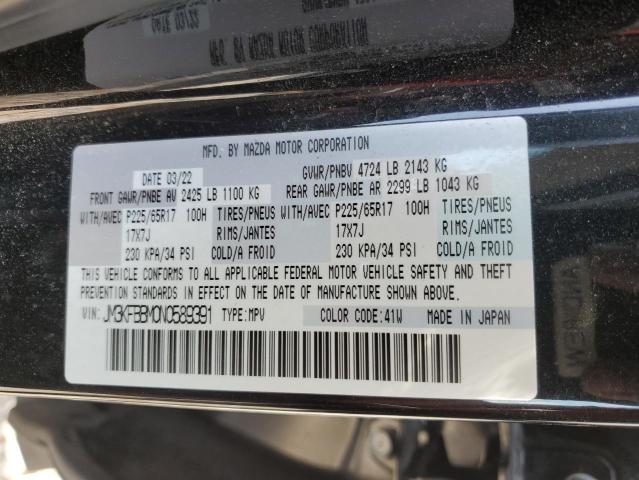 MFD. BY MAZDA MOTOR CORPORATION
DATE 03/22 GVWR/PNBV 4724 LB 2143 KG
FRONT GAWR/PNBE AV 2425 LB 1100 KG REAR GAWR/PNBE AR 2299 LB 1043 KG
WITH/AVEC P225/65R17 100H TIRES/PNEUS WITH/AVEC P225/65R17 100H TIRES/PNEUS
17X7J RIMS/JANTES 17X7J RIMS/JANTES
230 KPA/34 PSI COLD/A FROID 230 KPA/34 PSI COLD/A FROID
THIS VEHICLE CONFORMS TO ALL APPLICABLE FEDERAL MOTOR VEHICLE SAFETY AND THEFT
PREVENTION STANDARDS IN EFFECT ON THE DATE OF MANUFACTURE SHOWN ABOVE.
VIN: JM3KFBBM0N0589391 TYPE:MPV COLOR CODE:41W MADE IN JAPAN